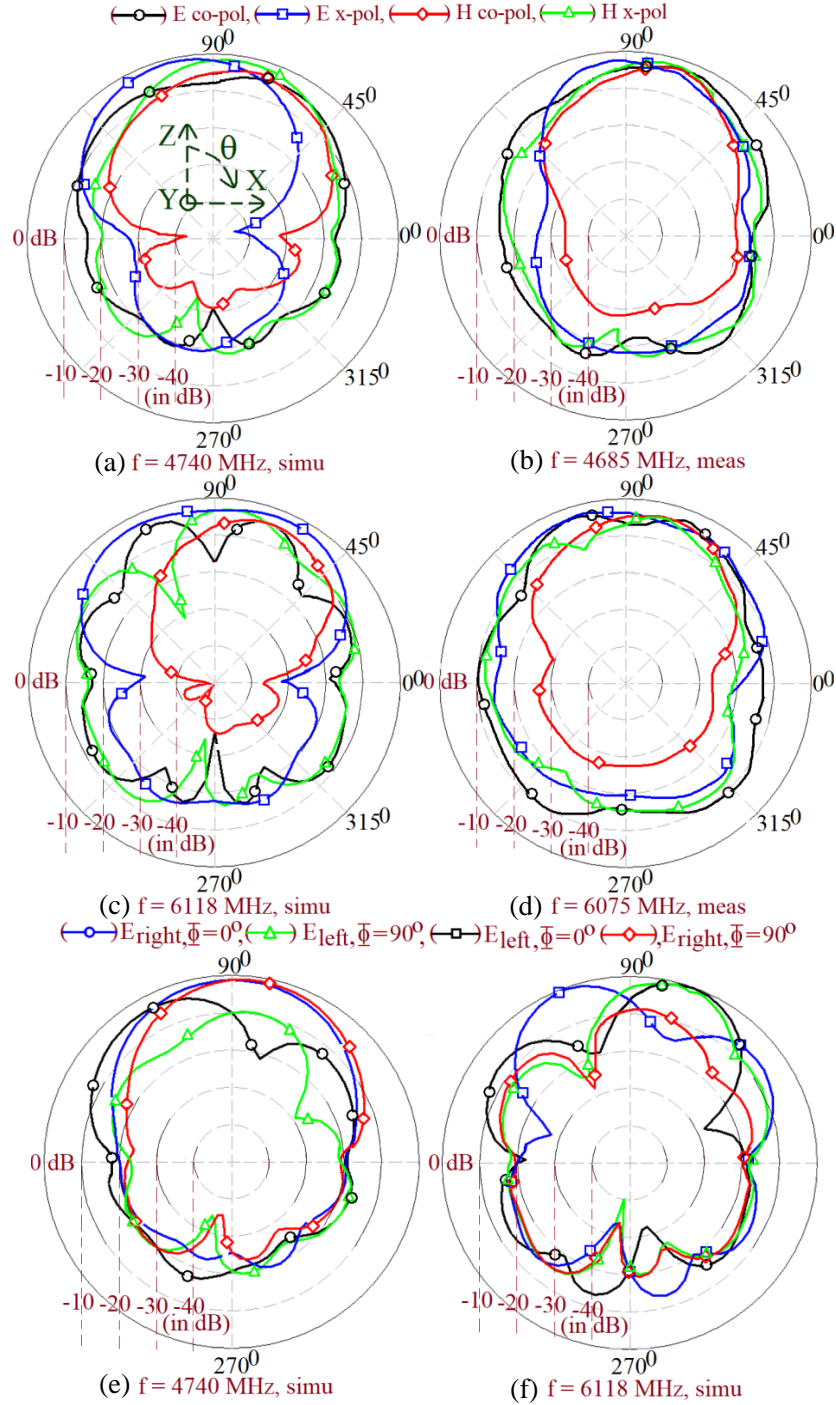 (—) E co-pol, (—) E x-pol, (—) H co-pol, (—) H x-pol
90⁰ 90⁰
45⁰ 45⁰
Z θ
Y X
0 dB 0⁰ 0 dB 0⁰
-10 -20 -30 -40 -10 -20 -30 -40
(in dB) 315⁰ (in dB) 315⁰
270⁰ 270⁰
(a) f = 4740 MHz, simu (b) f = 4685 MHz, meas
90⁰ 90⁰
45⁰ 45⁰
0 dB 0⁰ 0 dB 0⁰
-10 -20 -30 -40 -10 -20 -30 -40
(in dB) 315⁰ (in dB) 315⁰
270⁰ 270⁰
(c) f = 6118 MHz, simu (d) f = 6075 MHz, meas
(—) E right, Φ=0⁰, (—) E left, Φ=90⁰, (—) E left, Φ=0⁰ (—), E right, Φ=90⁰
90⁰ 90⁰
0 dB 0 dB
-10 -20 -30 -40 -10 -20 -30 -40
(in dB) (in dB)
270⁰ 270⁰
(e) f = 4740 MHz, simu (f) f = 6118 MHz, simu